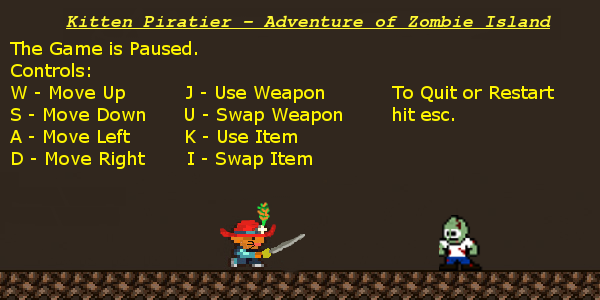 Kitten Piratier - Adventure of Zombie Island
The Game is Paused.
Controls:
W - Move Up J - Use Weapon To Quit or Restart
S - Move Down U - Swap Weapon hit esc.
A - Move Left K - Use Item
D - Move Right I - Swap Item